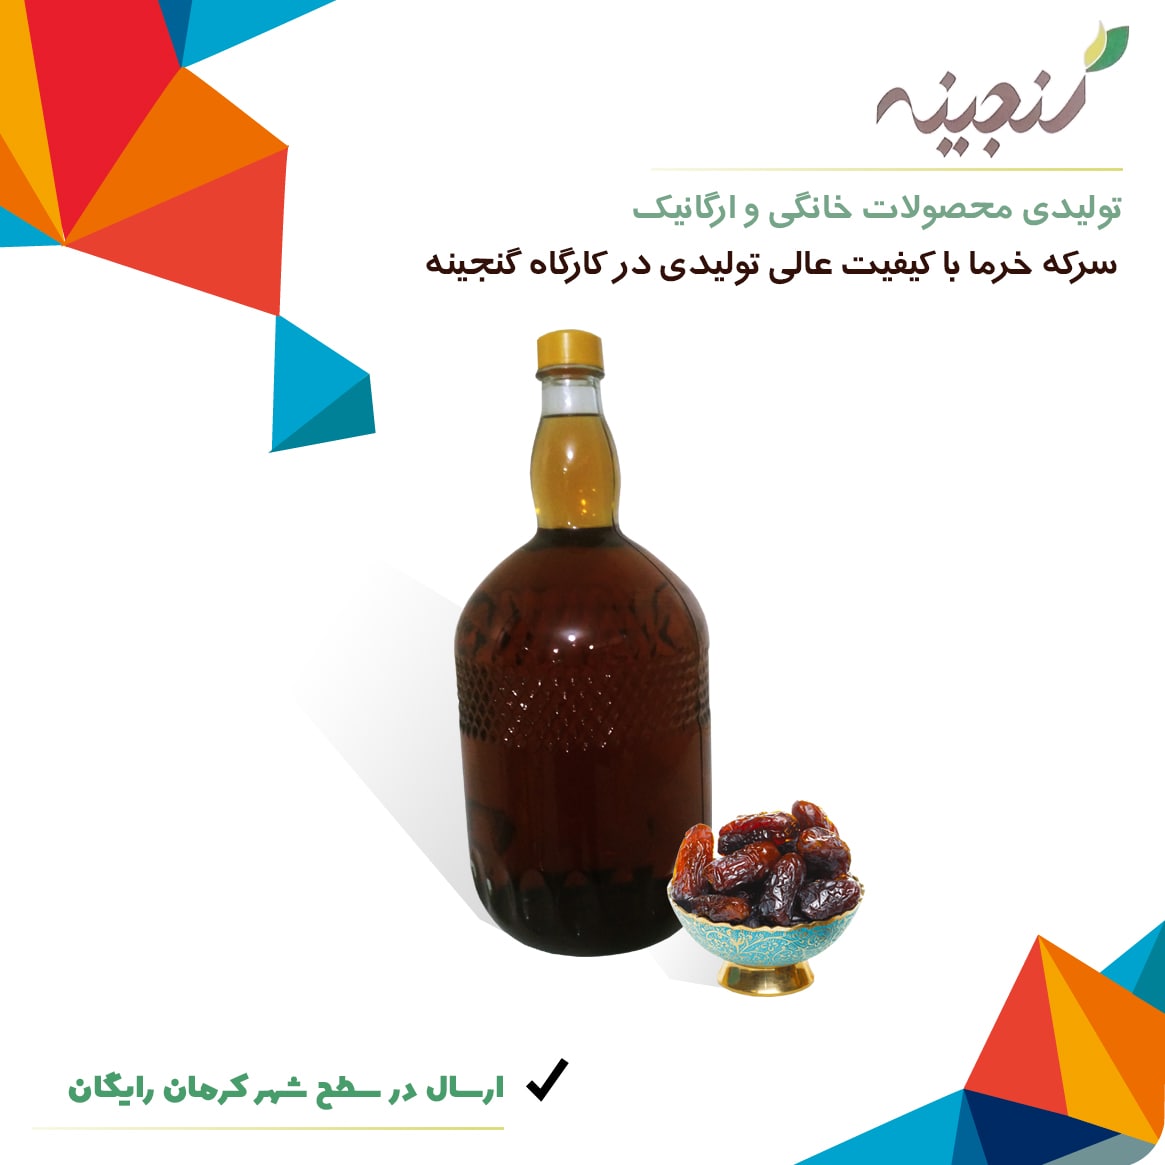 گنجینه
تولیدی محصولات خانگی و ارگانیک
سرکه خرما با کیفیت عالی تولیدی در کارگاه گنجینه
ارسال در سطح شهر کرمان رایگان